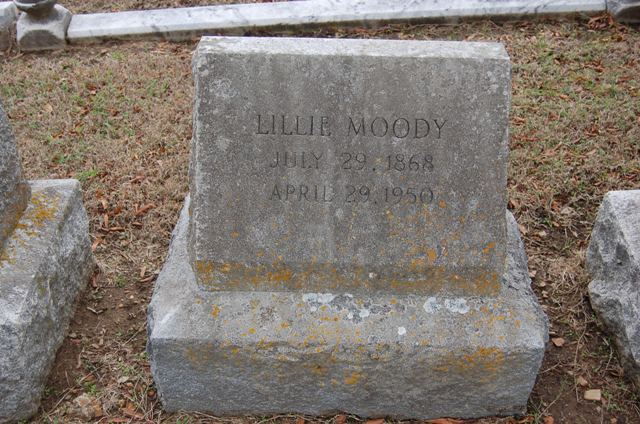 LILLIE MOODY
JULY 29, 1868
APRIL 29, 1950